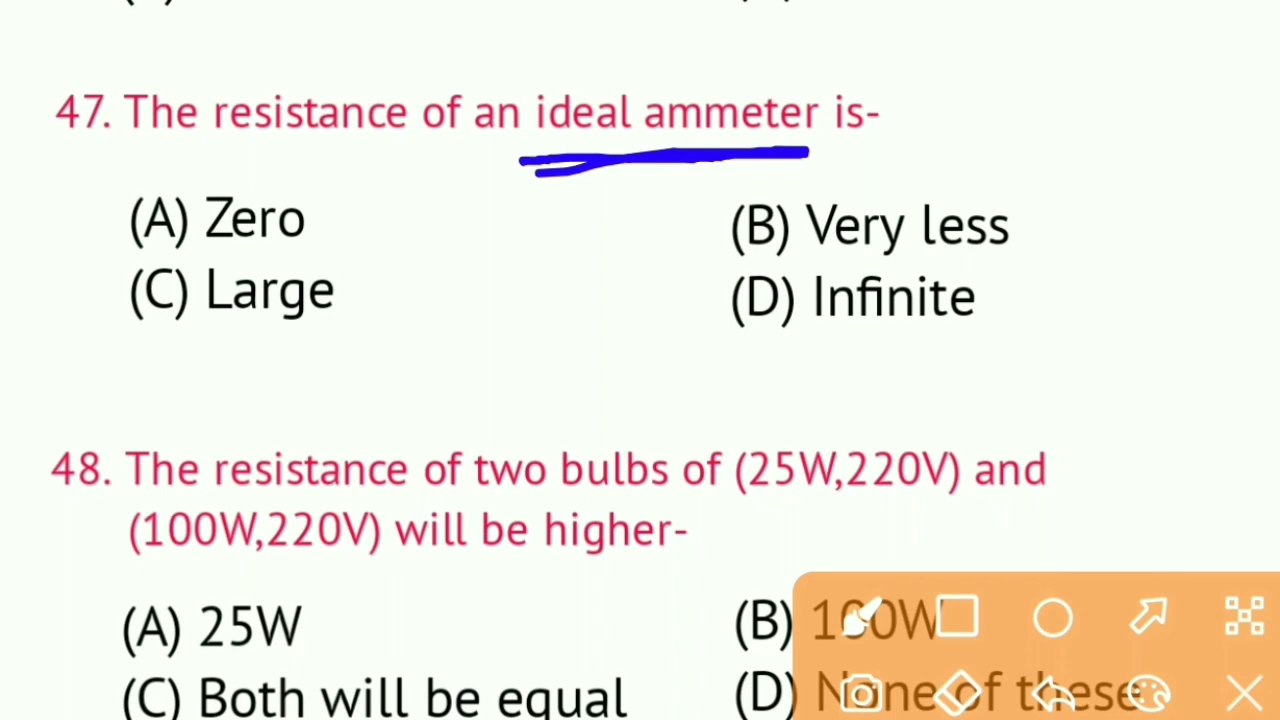 47. The resistance of an ideal ammeter is-
(A) Zero
(B) Very less
(C) Large
(D) Infinite
48. The resistance of two bulbs of (25W,220V) and
(100W,220V) will be higher-
(A) 25W
(B) 100W
(C) Both will be equal
(D) None of these